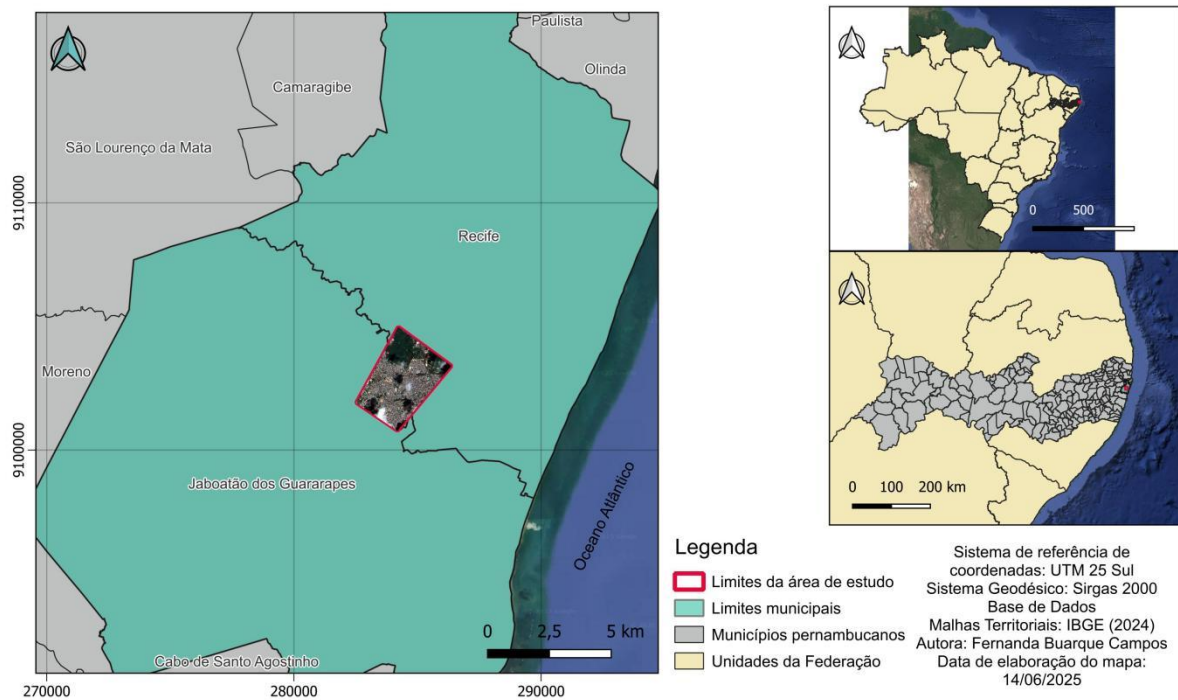 Paulista
Olinda
Camaragibe
São Lourenço da Mata
9110000
Recife
Moreno
9100000
Jaboatão dos Guararapes
Oceano Atlântico
0 2,5 5 km
Cabo de Santo Agostinho
270000 280000 290000
0 500
0 100 200 km
Legenda
Limites da área de estudo
Limites municipais
Municípios pernambucanos
Unidades da Federação
Sistema de referência de
coordenadas: UTM 25 Sul
Sistema Geodésico: Sirgas 2000
Base de Dados
Malhas Territoriais: IBGE (2024)
Autora: Fernanda Buarque Campos
Data de elaboração do mapa:
14/06/2025